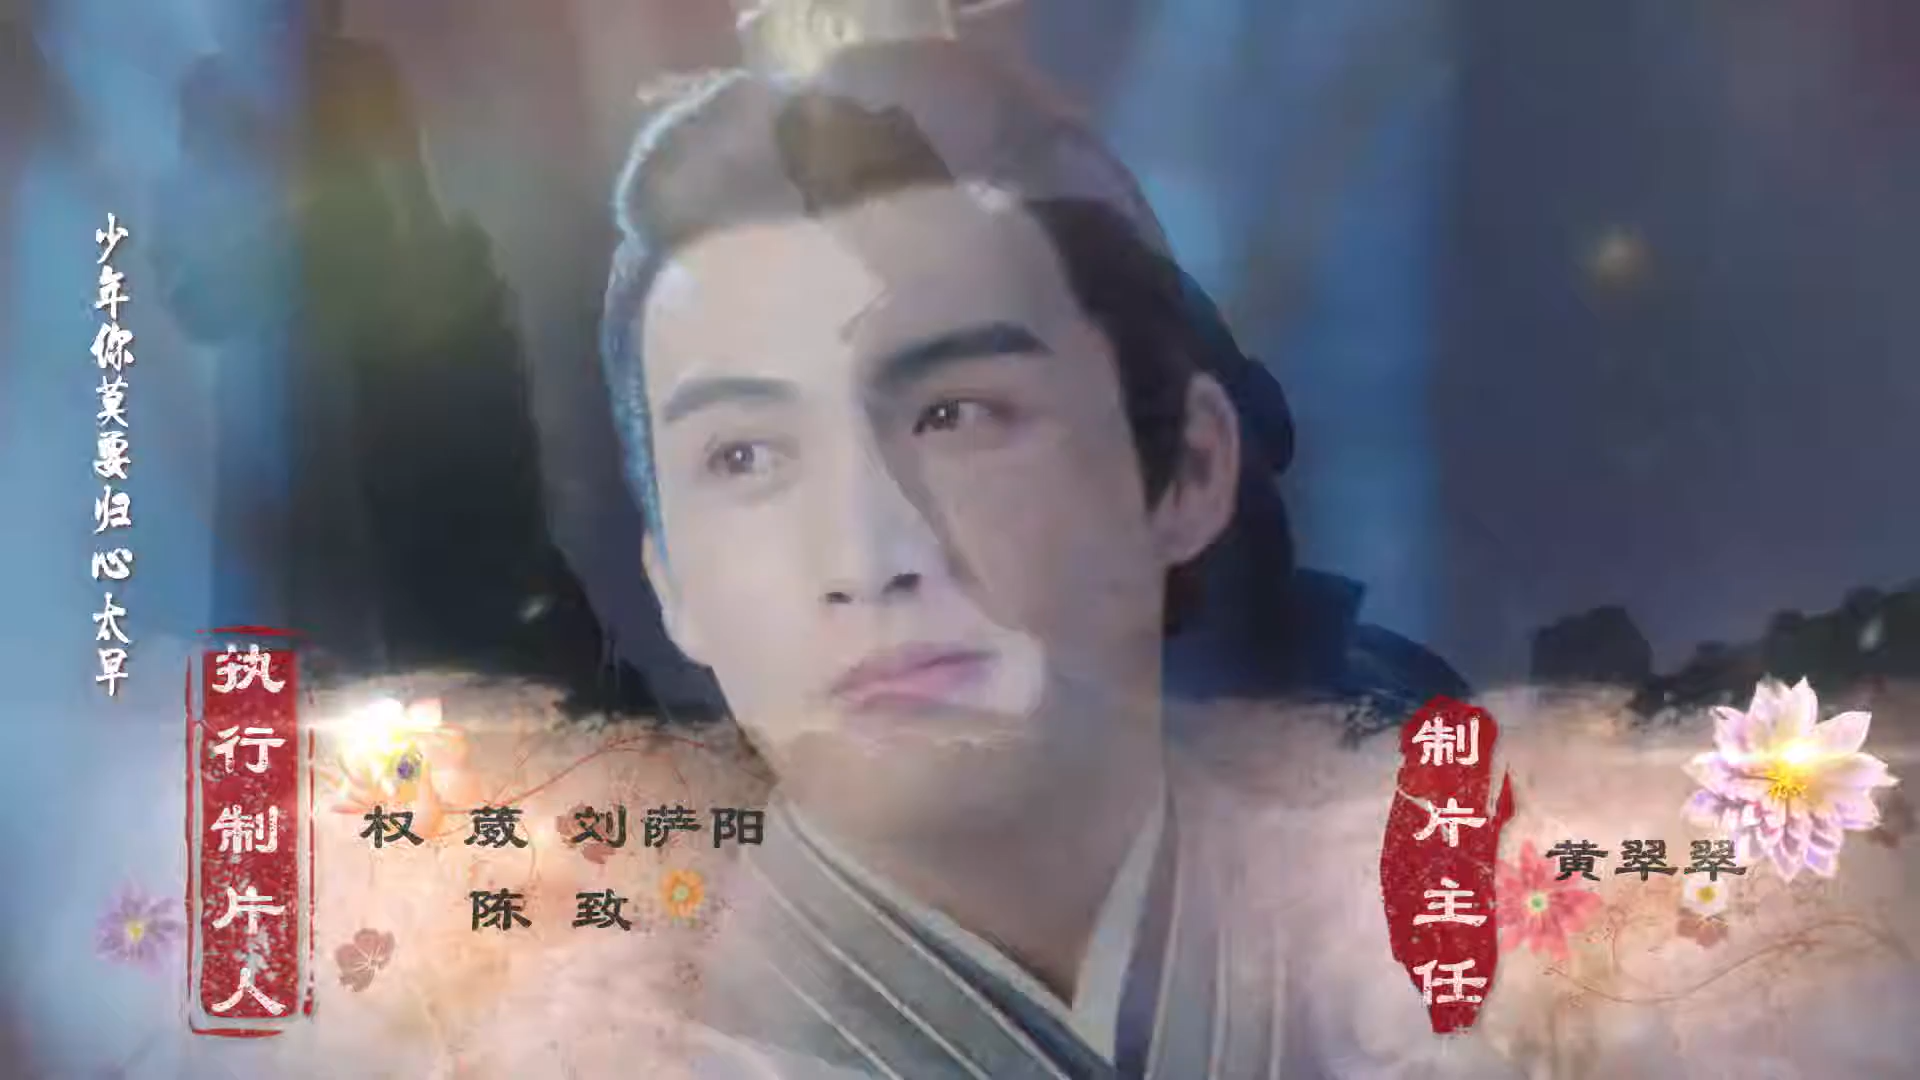 少年你莫要归心太早
执行制片人
权 葳 刘萨阳
陈 致
制片主任
黄翠翠